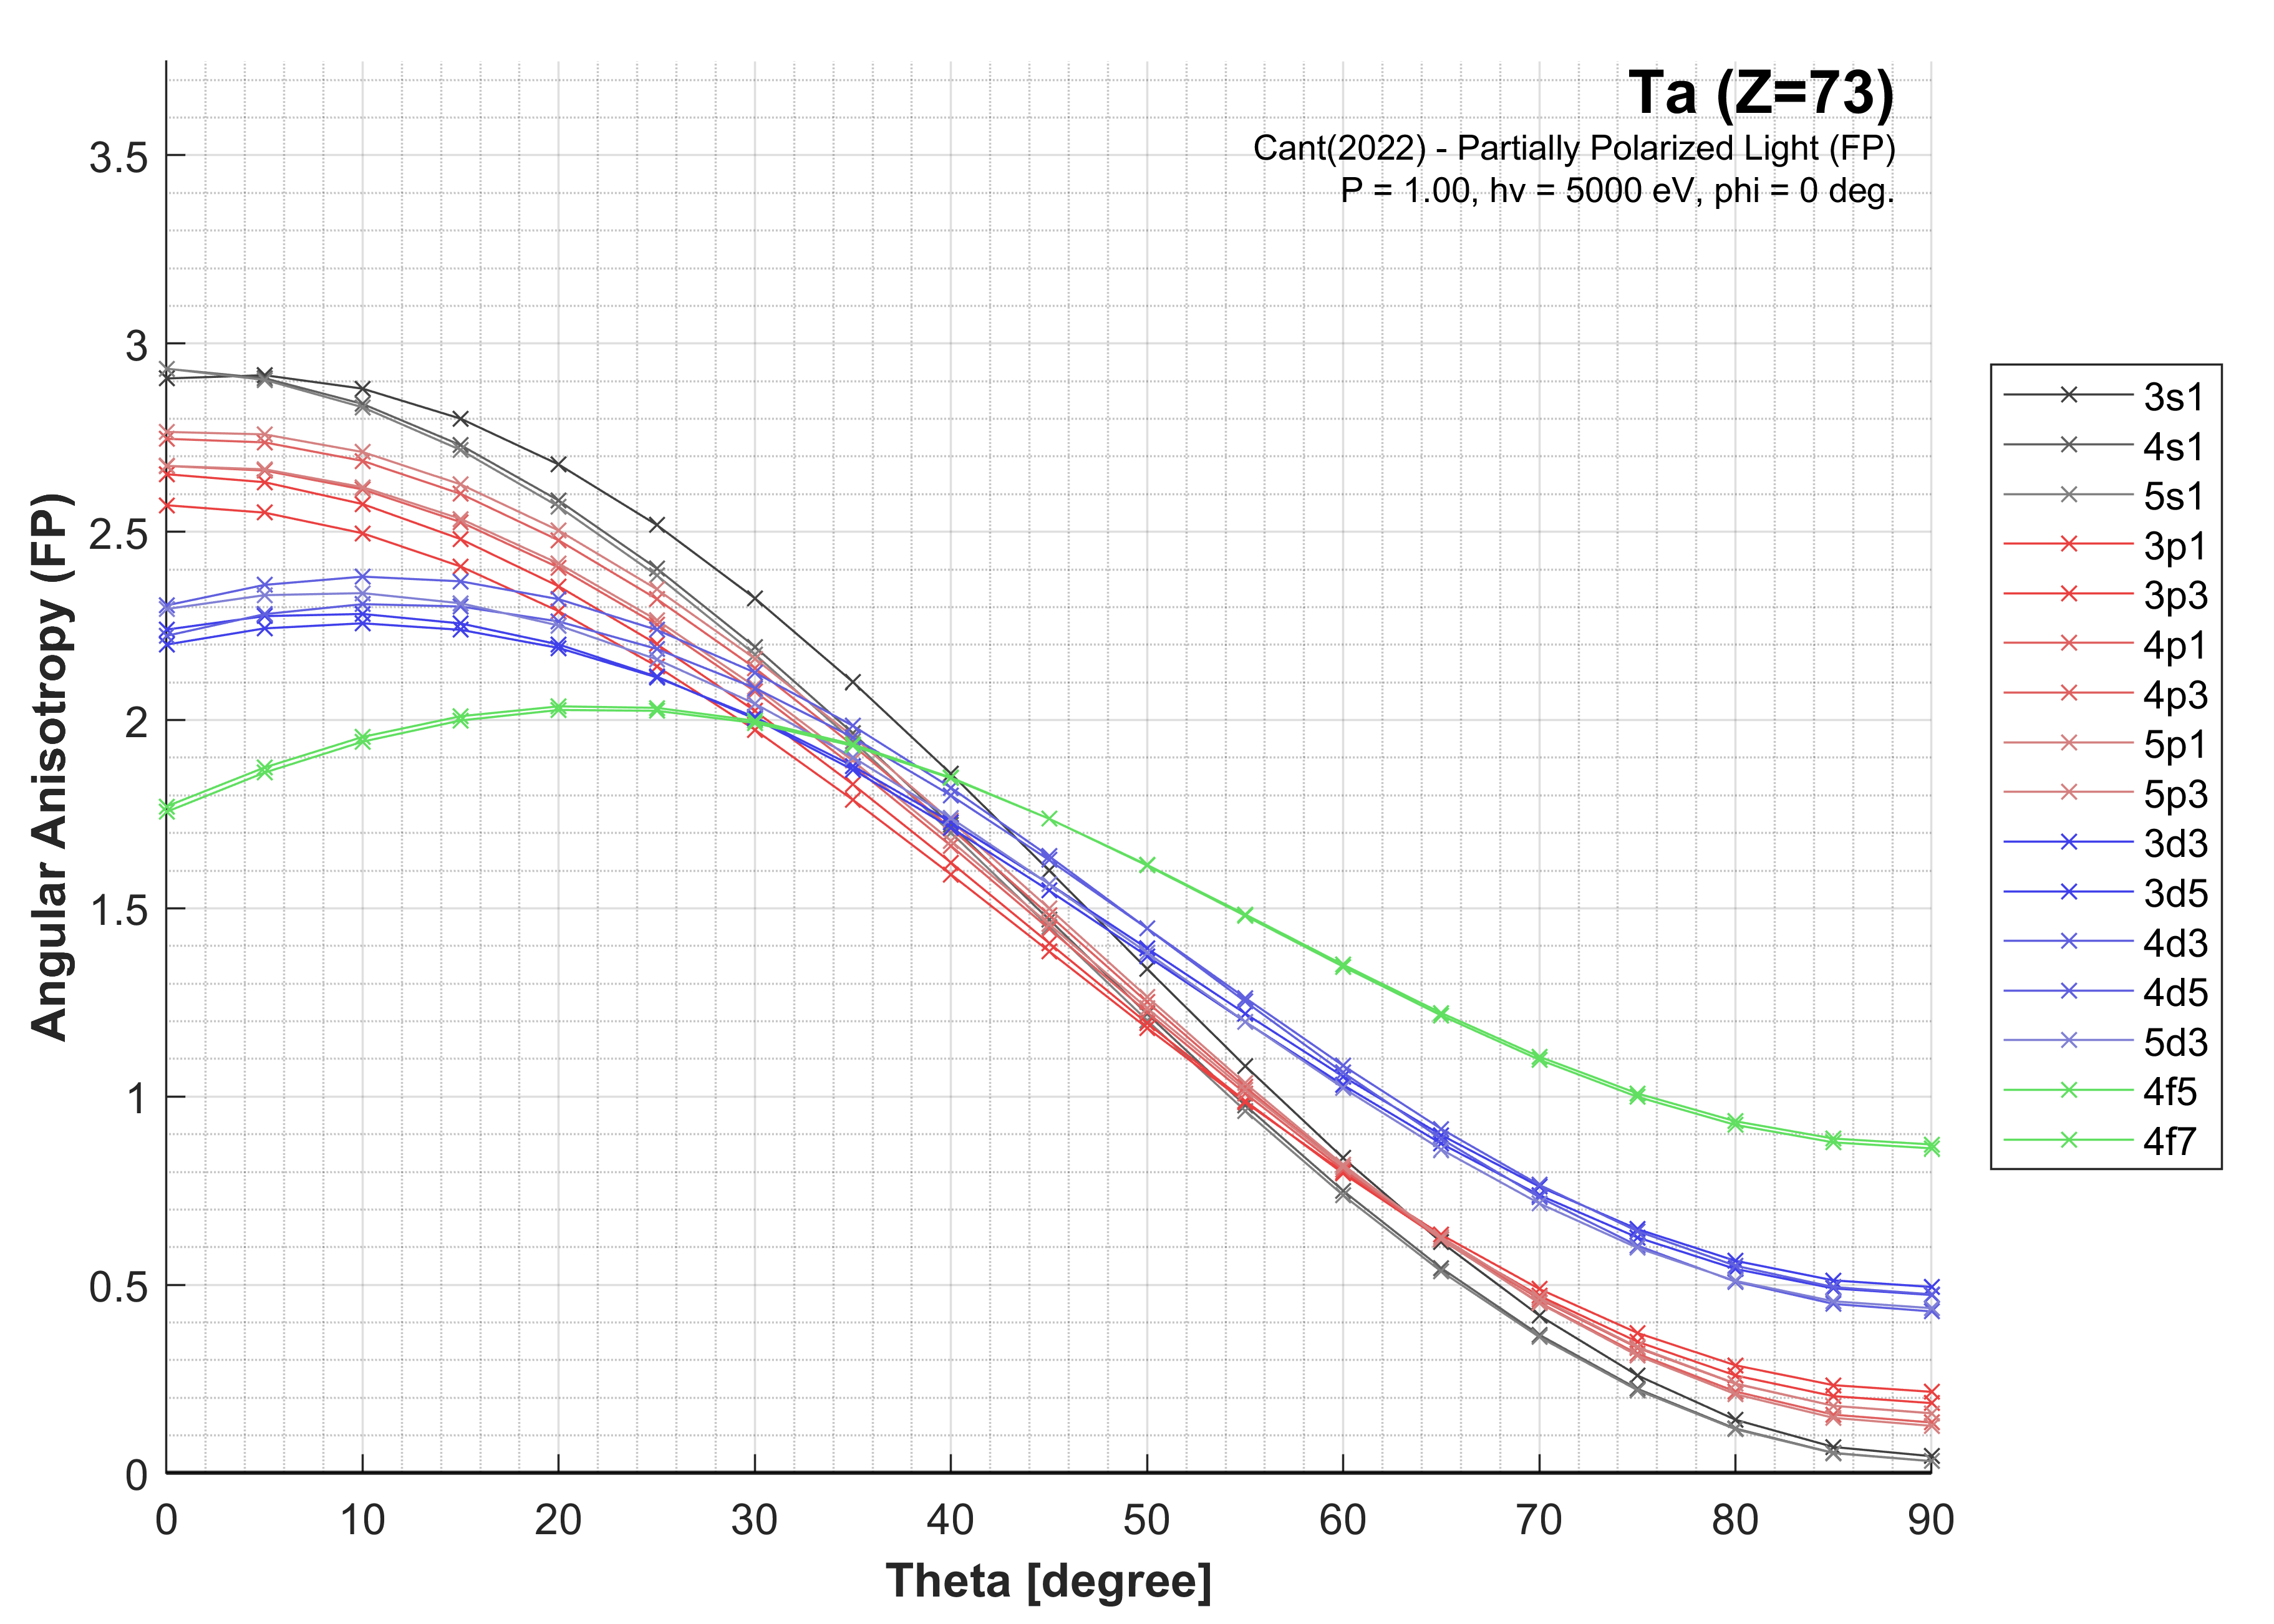 Ta (Z=73)
Cant(2022) - Partially Polarized Light (FP)
P = 1.00, hv = 5000 eV, phi = 0 deg.
Angular Anisotropy (FP)
3.5
3
2.5
2
1.5
1
0.5
0
0 10 20 30 40 50 60 70 80 90
Theta [degree]
3s1
4s1
5s1
3p1
3p3
4p1
4p3
5p1
5p3
3d3
3d5
4d3
4d5
5d3
4f5
4f7